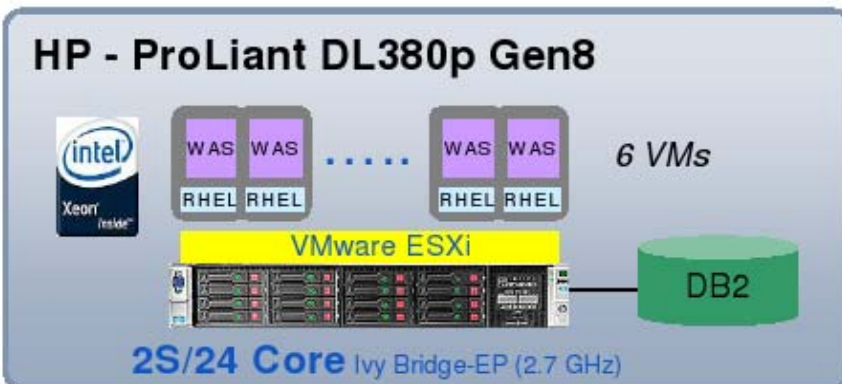 HP - ProLiant DL380p Gen8
intel
Xeon
inside™
WAS WAS ..... WAS WAS
6 VMs
RHEL RHEL RHEL RHEL
VMware ESXi
DB2
2S/24 Core Ivy Bridge-EP (2.7 GHz)